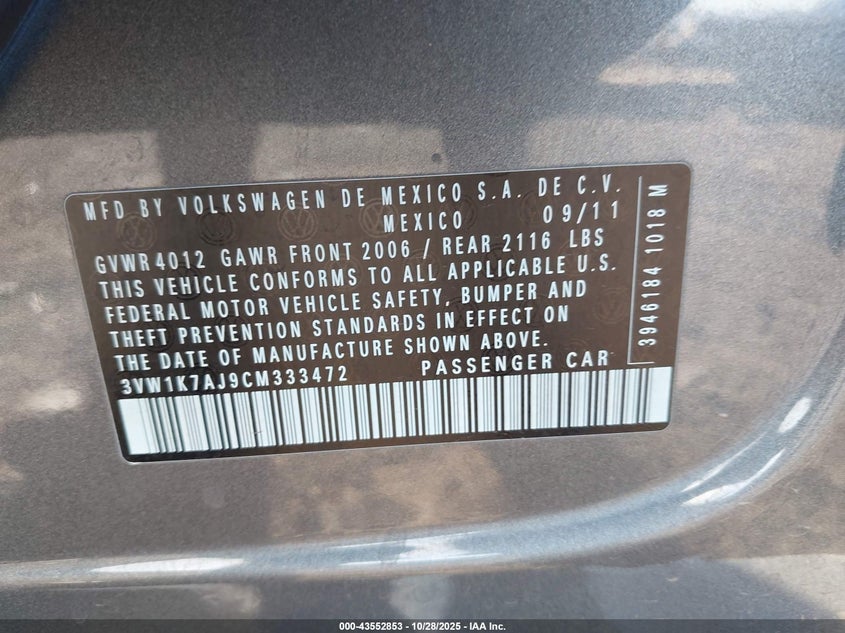 MFD BY VOLKSWAGEN DE MEXICO S.A. DE C.V.
MEXICO 09/11
GVWR 4012 GAWR FRONT 2006 / REAR 2116 LBS
THIS VEHICLE CONFORMS TO ALL APPLICABLE U.S.
FEDERAL MOTOR VEHICLE SAFETY, BUMPER AND
THEFT PREVENTION STANDARDS IN EFFECT ON
THE DATE OF MANUFACTURE SHOWN ABOVE.
3VW1K7AJ9CM333472 PASSENGER CAR
3946184 1018 M
000-43552853 | 10/28/2025 - IAA Inc.